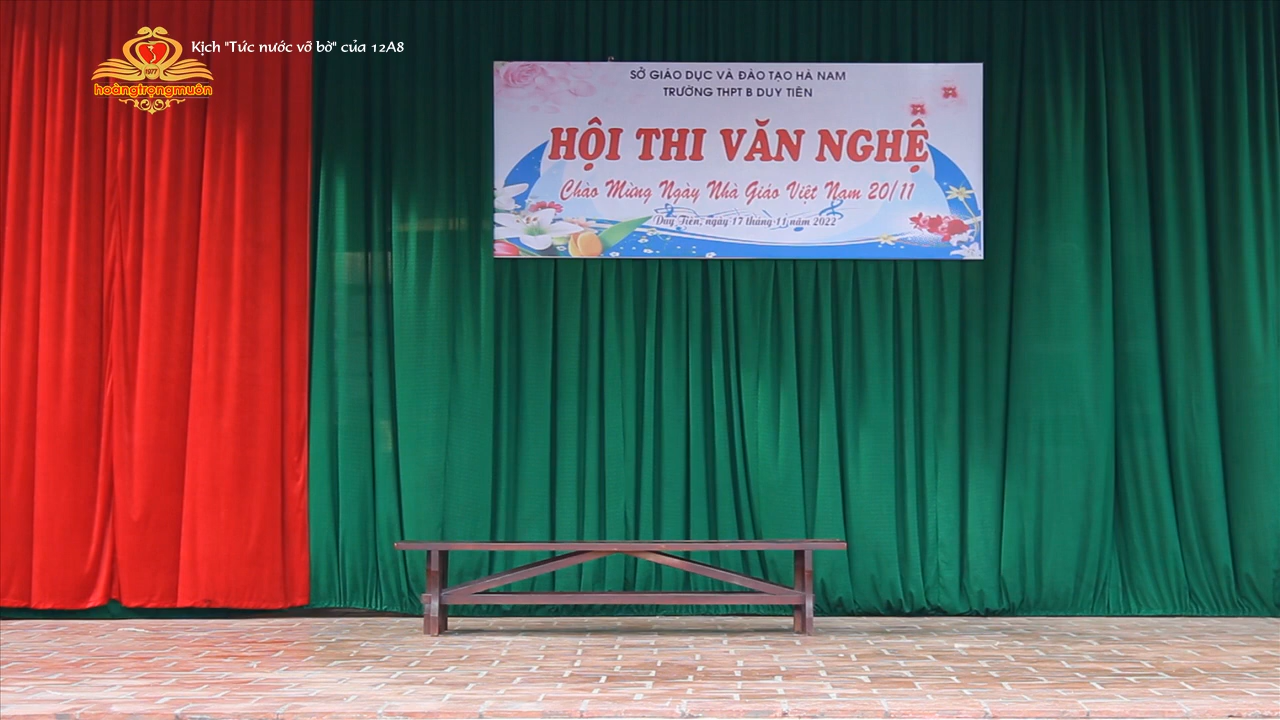 Kịch "Tức nước vỡ bờ" của 12A8
1977
hoàngtrọngmuôn
SỞ GIÁO DỤC VÀ ĐÀO TẠO HÀ NAM
TRƯỜNG THPT B DUY TIÊN
HỘI THI VĂN NGHỆ
Chào Mừng Ngày Nhà Giáo Việt Nam 20/11
Duy Tiên, ngày 17 tháng 11 năm 2022